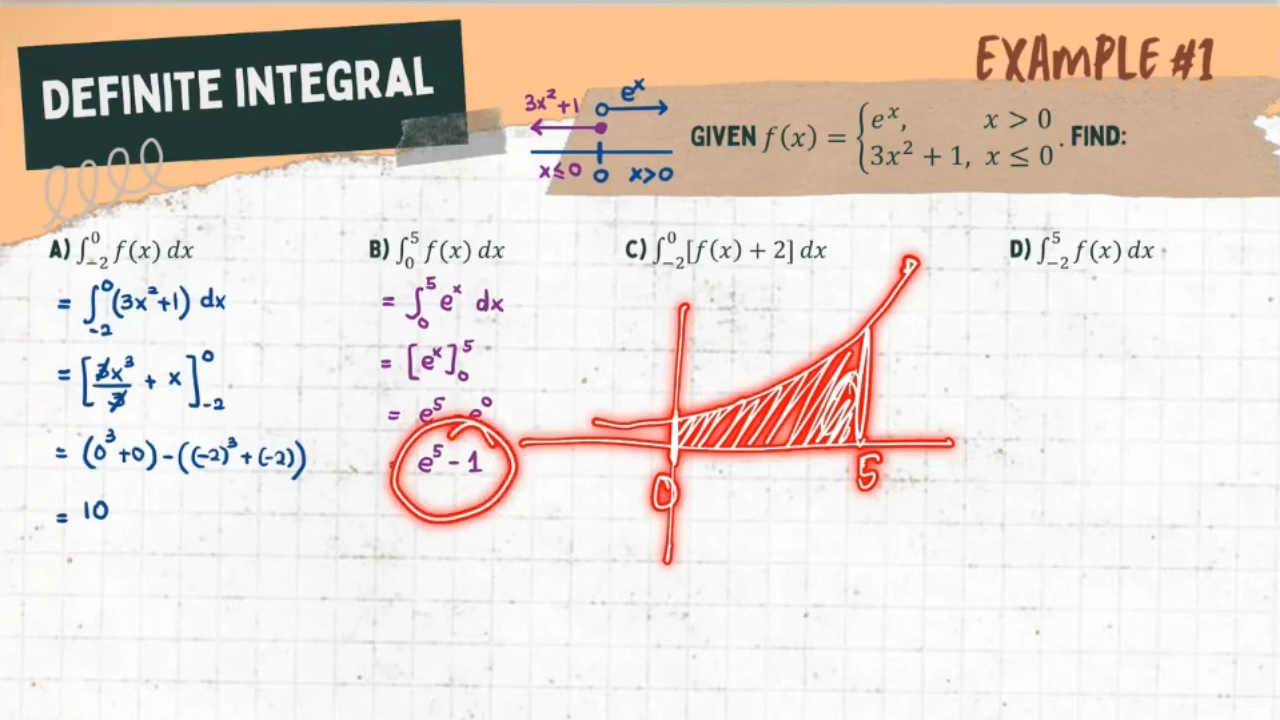 DEFINITE INTEGRAL
EXAMPLE #1
3x²+1 eˣ
x≤0 0 x>0
GIVEN f(x) = {eˣ, x > 0
3x² + 1, x ≤ 0 . FIND:
A) ∫₋₂⁰ f(x) dx
= ∫₋₂⁰ (3x²+1) dx
= [3x³/3 + x]₋₂⁰
= (0³+0)-((-2)³+(-2))
= 10
B) ∫₀⁵ f(x) dx
= ∫₀⁵ eˣ dx
= [eˣ]₀⁵
= e⁵ - e⁰
= e⁵ - 1
C) ∫₋₂⁰ [f(x) + 2] dx
0 5
D) ∫₋₂⁵ f(x) dx